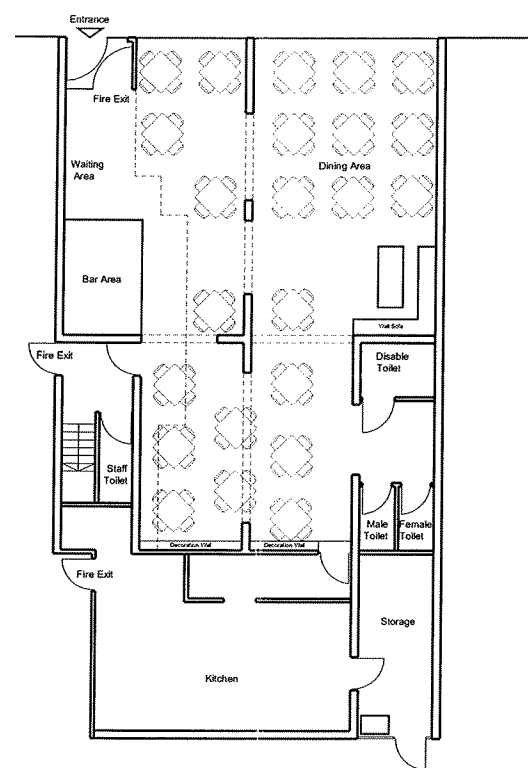 Entrance
Fire Exit
Waiting
Area
Dining Area
Bar Area
Wall Sofa
Fire Exit
Disable
Toilet
Staff
Toilet
Male
Toilet
Female
Toilet
Decoration Wall
Decoration Wall
Fire Exit
Storage
Kitchen